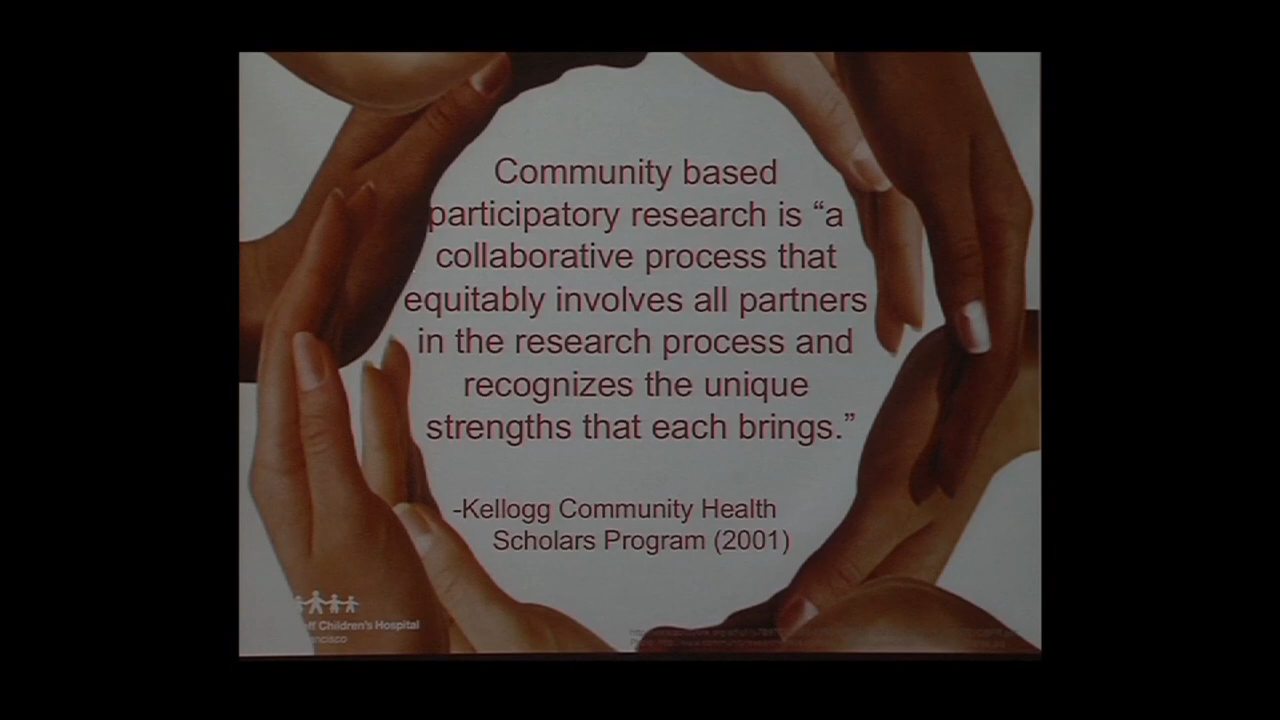 Community based
participatory research is “a
collaborative process that
equitably involves all partners
in the research process and
recognizes the unique
strengths that each brings.”
-Kellogg Community Health
Scholars Program (2001)
Children's Hospital